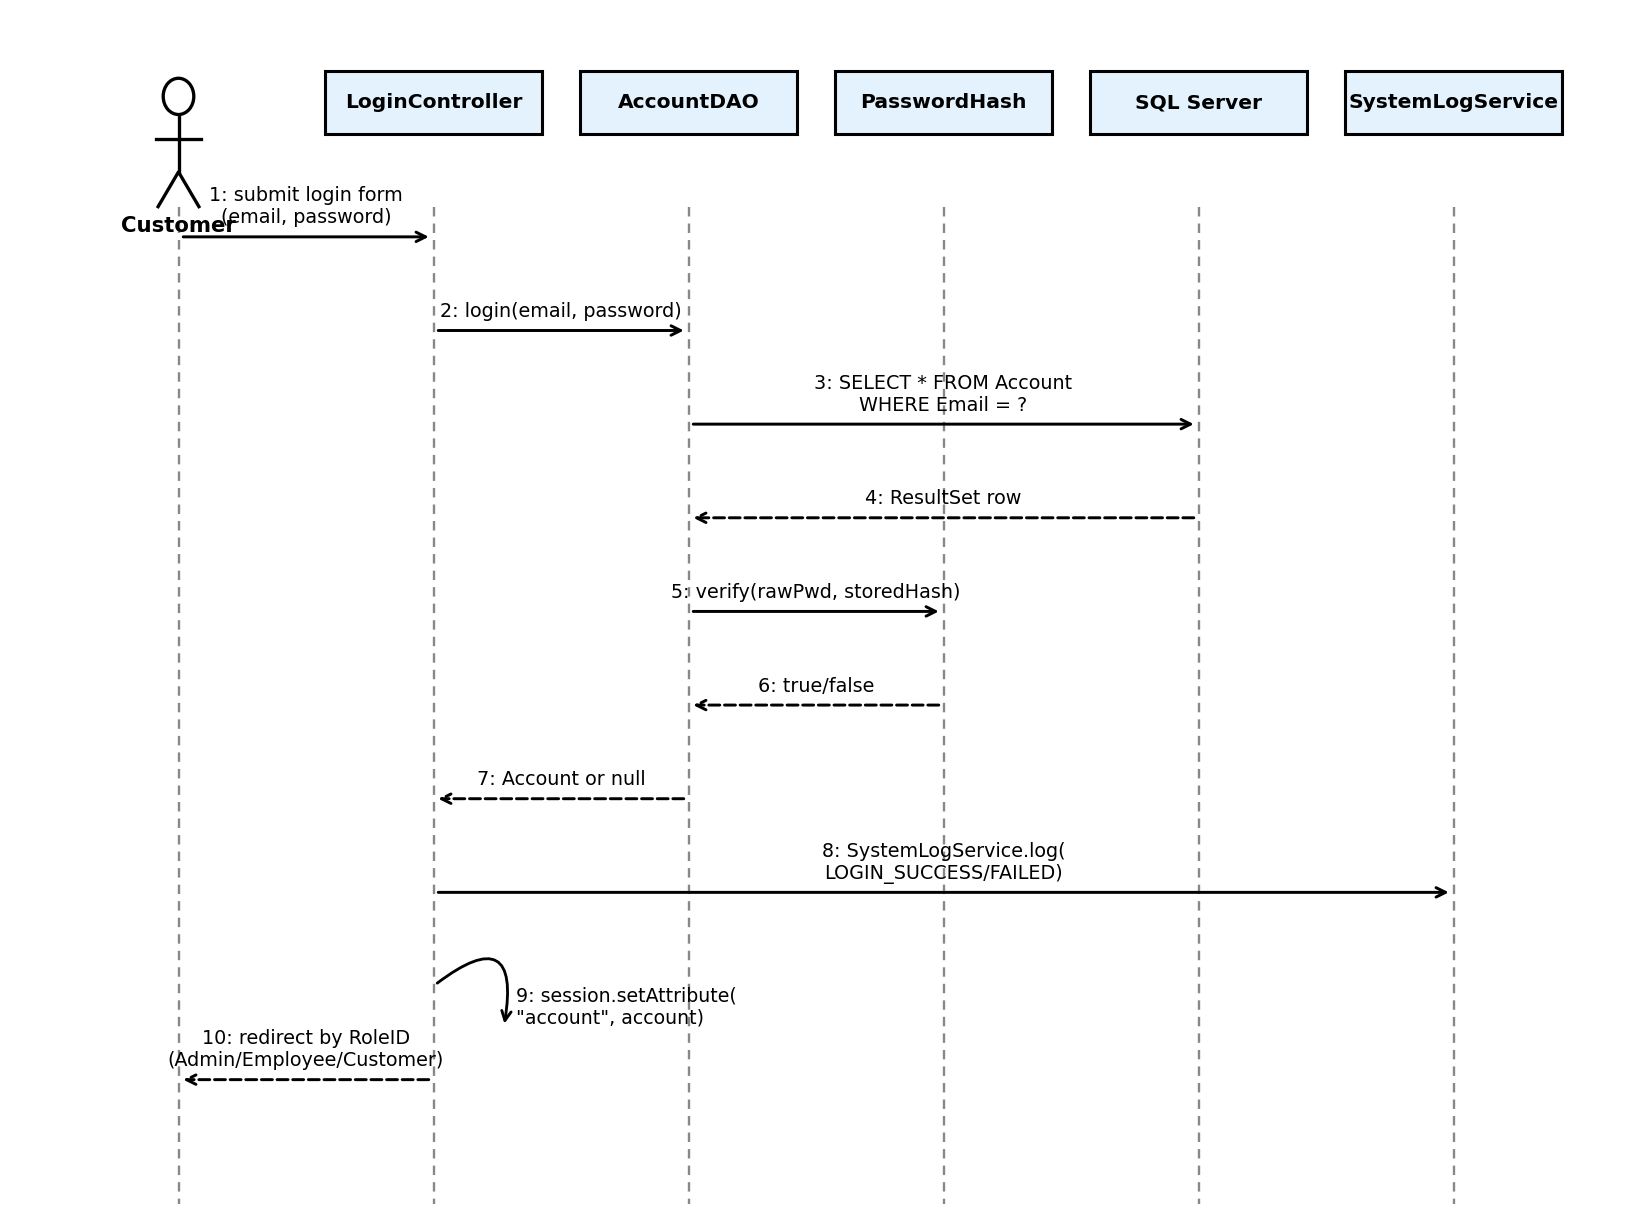 LoginController
AccountDAO
PasswordHash
SQL Server
SystemLogService
Customer
1: submit login form
(email, password)
2: login(email, password)
3: SELECT * FROM Account
WHERE Email = ?
4: ResultSet row
5: verify(rawPwd, storedHash)
6: true/false
7: Account or null
8: SystemLogService.log(
LOGIN_SUCCESS/FAILED)
9: session.setAttribute(
"account", account)
10: redirect by RoleID
(Admin/Employee/Customer)